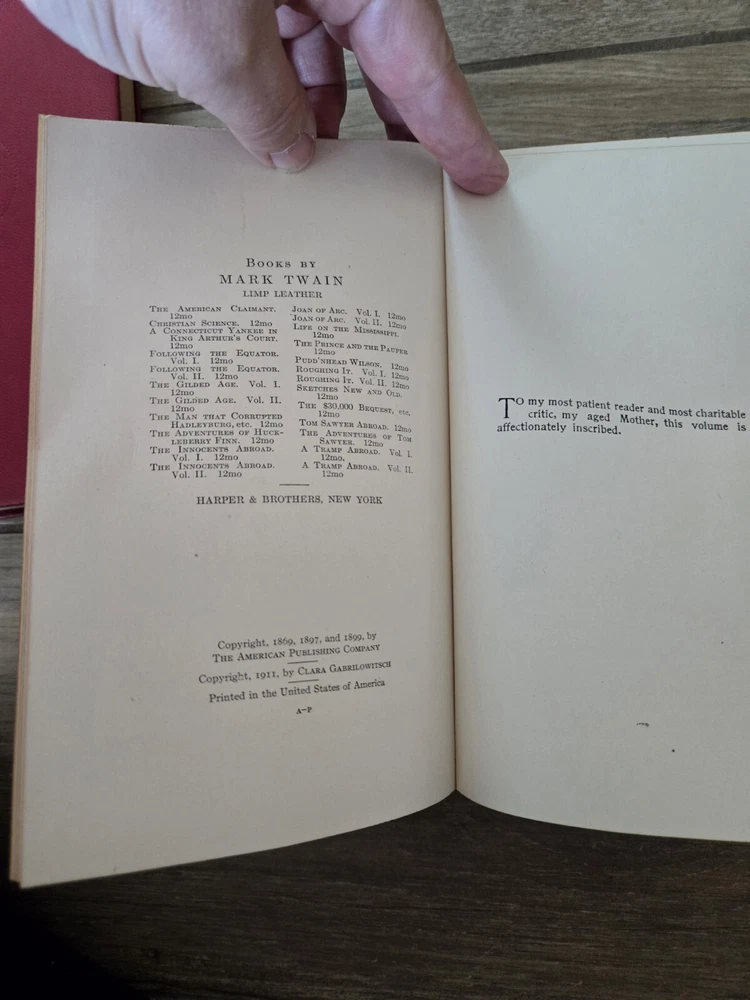 Books by
MARK TWAIN
LIMP LEATHER
The American Claimant.
12mo
Christian Science. 12mo
A Connecticut Yankee in
King Arthur's Court.
12mo
Following the Equator.
Vol. I. 12mo
Following the Equator.
Vol. II. 12mo
The Gilded Age. Vol. I.
12mo
The Gilded Age. Vol. II.
12mo
The Man that Corrupted
Hadleyburg, etc. 12mo
The Adventures of Huck-
leberry Finn. 12mo
The Innocents Abroad.
Vol. I. 12mo
The Innocents Abroad.
Vol. II. 12mo
Joan of Arc. Vol. I. 12mo
Joan of Arc. Vol. II. 12mo
Life on the Mississippi.
12mo
The Prince and the Pauper
12mo
Pudd'nhead Wilson. 12mo
Roughing It. Vol. I. 12mo
Roughing It. Vol. II. 12mo
Sketches New and Old.
12mo
The $30,000 Bequest, etc.
12mo
Tom Sawyer Abroad. 12mo
The Adventures of Tom
Sawyer. 12mo
A Tramp Abroad. Vol. I.
12mo.
A Tramp Abroad. Vol. II.
12mo
HARPER & BROTHERS, NEW YORK
Copyright, 1869, 1897, and 1899, by
The American Publishing Company
Copyright, 1911, by Clara Gabrilowitsch
Printed in the United States of America
A-P
To my most patient reader and most charitable
critic, my aged Mother, this volume is
affectionately inscribed.